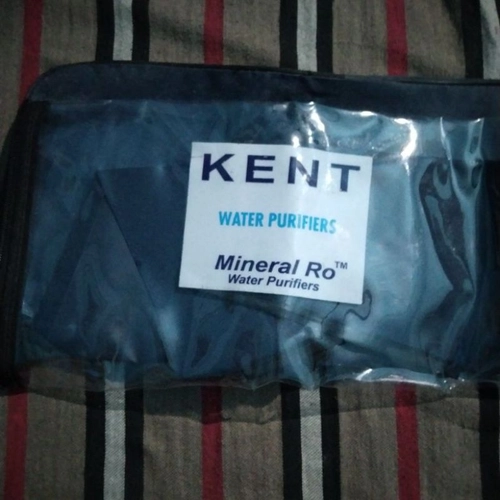 KENT
WATER PURIFIERS
Mineral Ro™
Water Purifiers